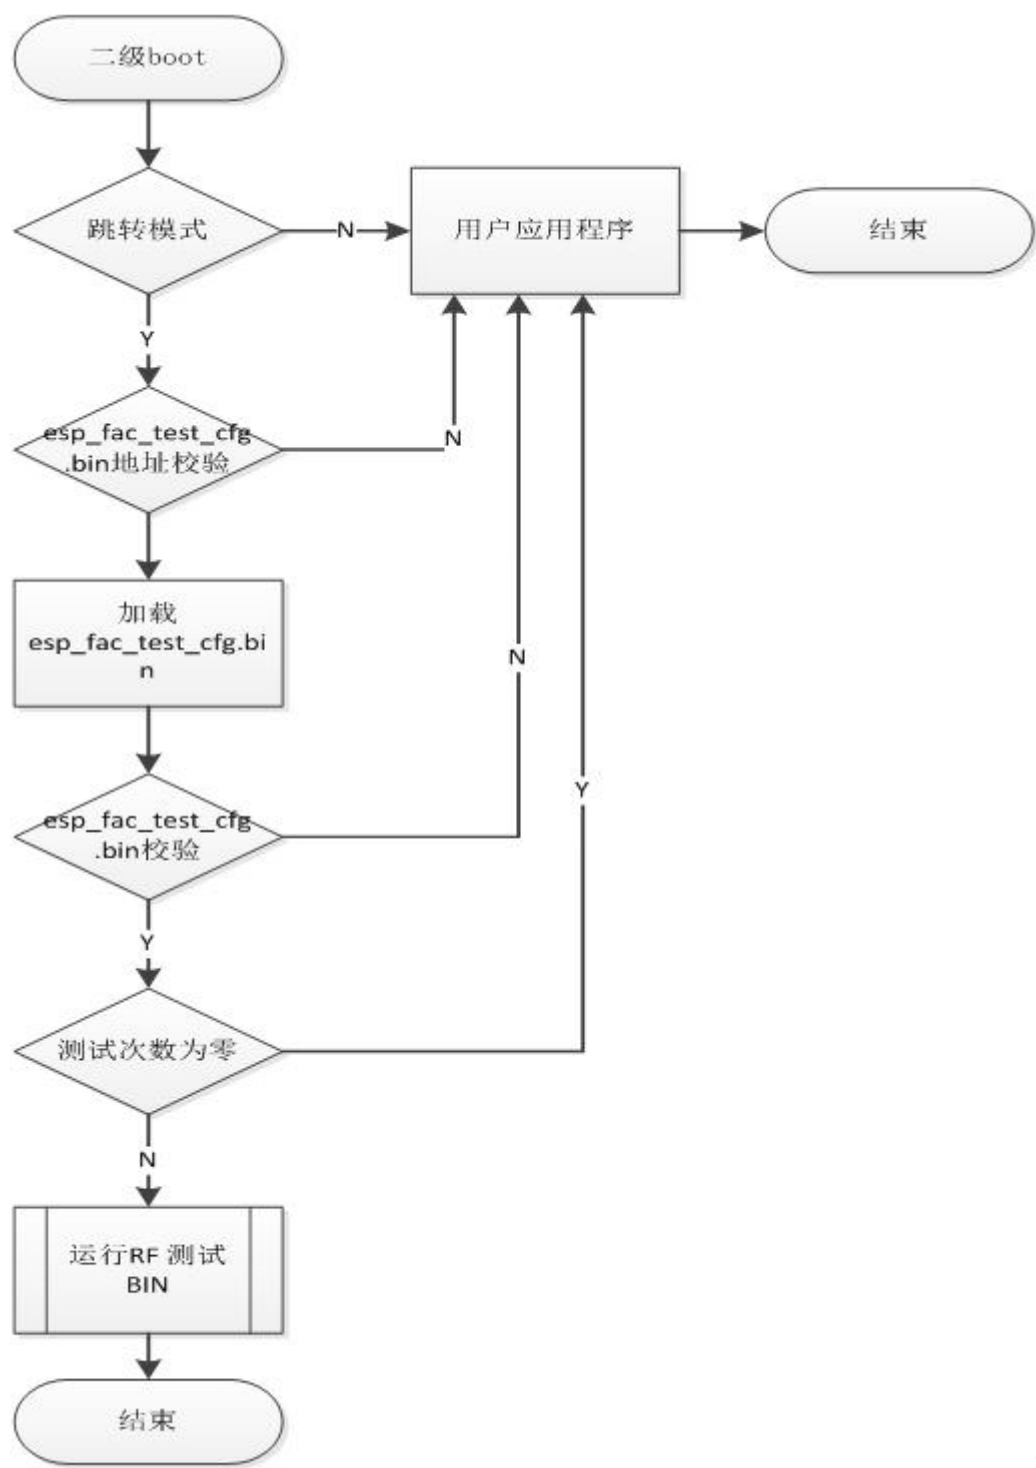 二级boot
跳转模式
N
用户应用程序
结束
Y
esp_fac_test_cfg
.bin地址校验
N
加载
esp_fac_test_cfg.bi
n
N
Y
esp_fac_test_cfg
.bin校验
Y
测试次数为零
N
运行RF 测试
BIN
结束